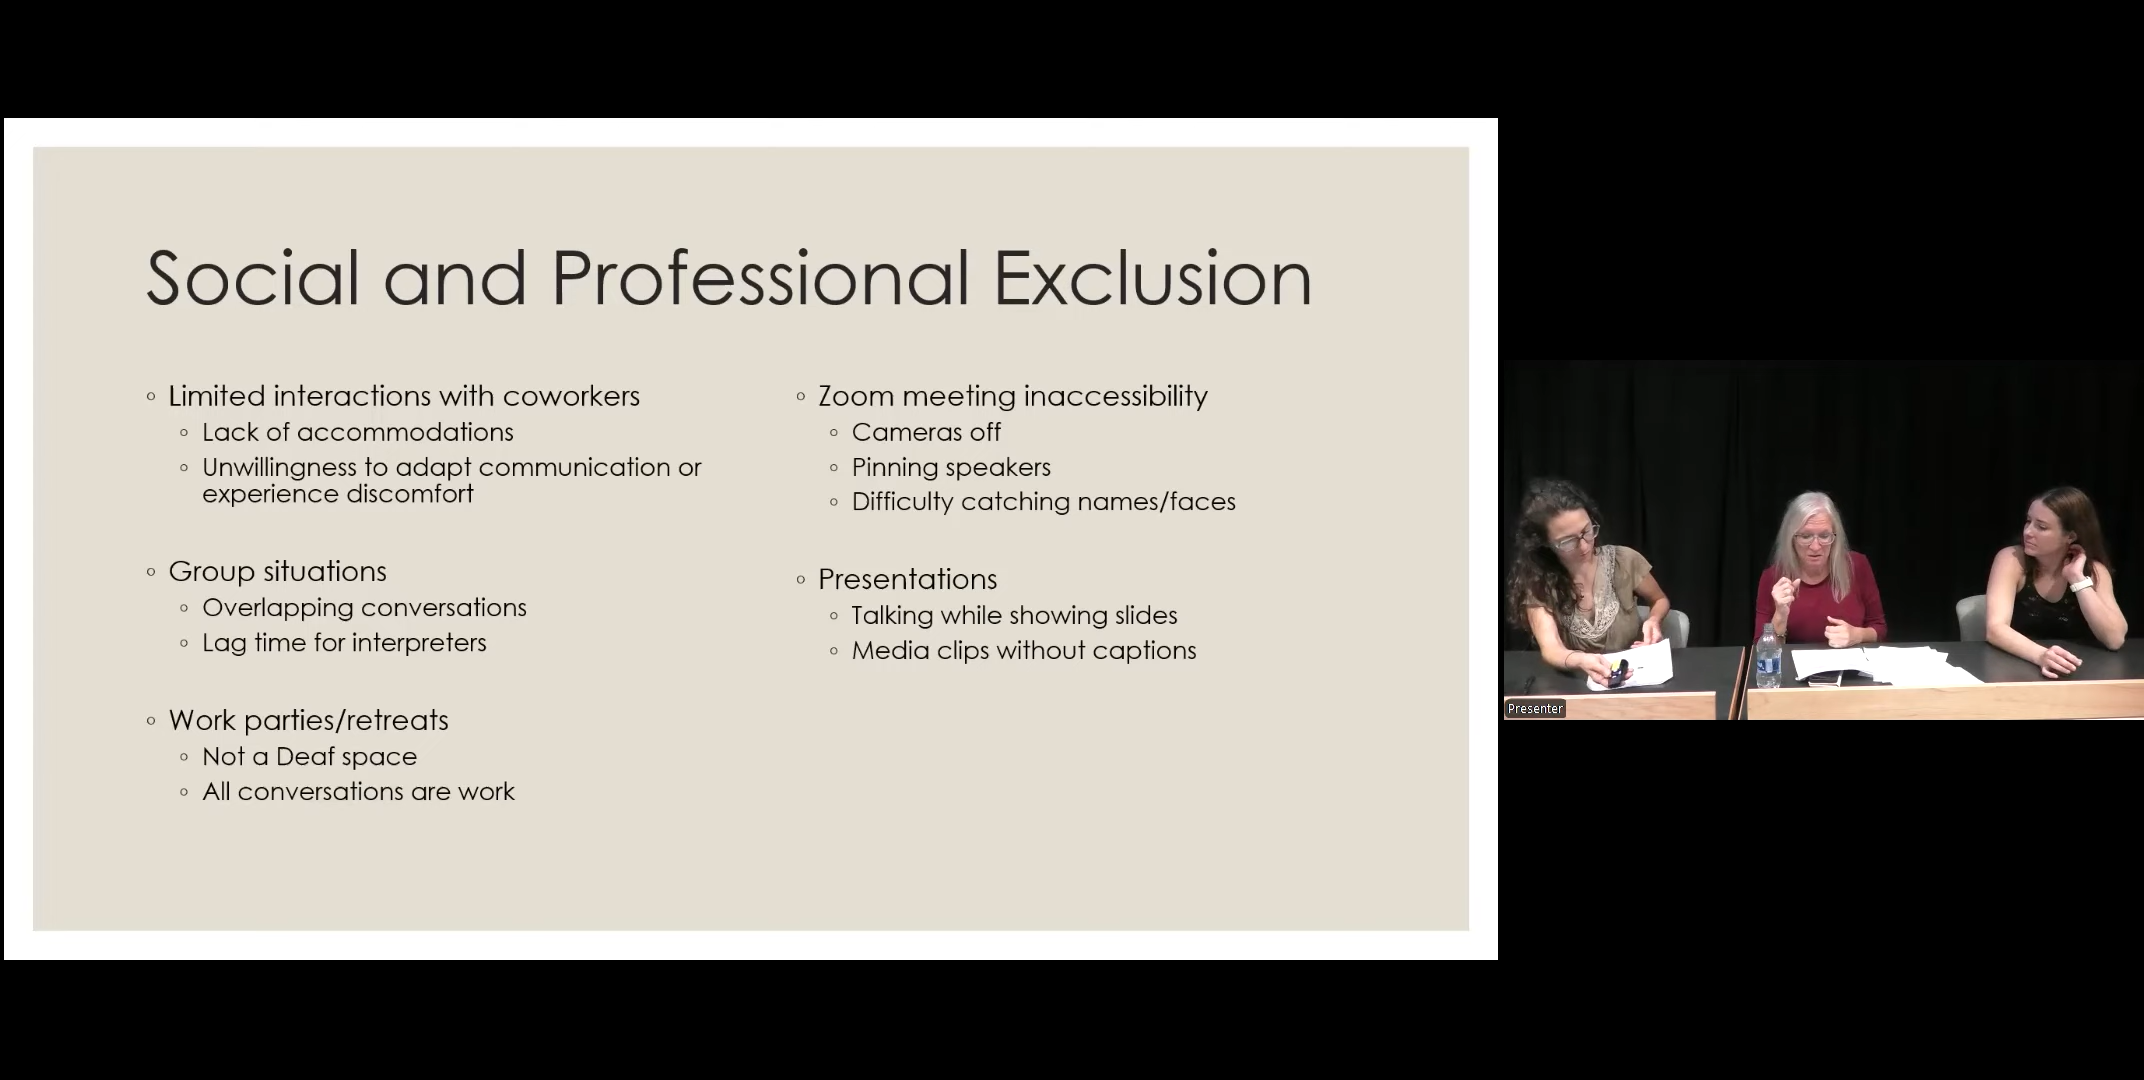 Social and Professional Exclusion
◦ Limited interactions with coworkers
◦ Lack of accommodations
◦ Unwillingness to adapt communication or
experience discomfort
◦ Group situations
◦ Overlapping conversations
◦ Lag time for interpreters
◦ Work parties/retreats
◦ Not a Deaf space
◦ All conversations are work
◦ Zoom meeting inaccessibility
◦ Cameras off
◦ Pinning speakers
◦ Difficulty catching names/faces
◦ Presentations
◦ Talking while showing slides
◦ Media clips without captions
Presenter